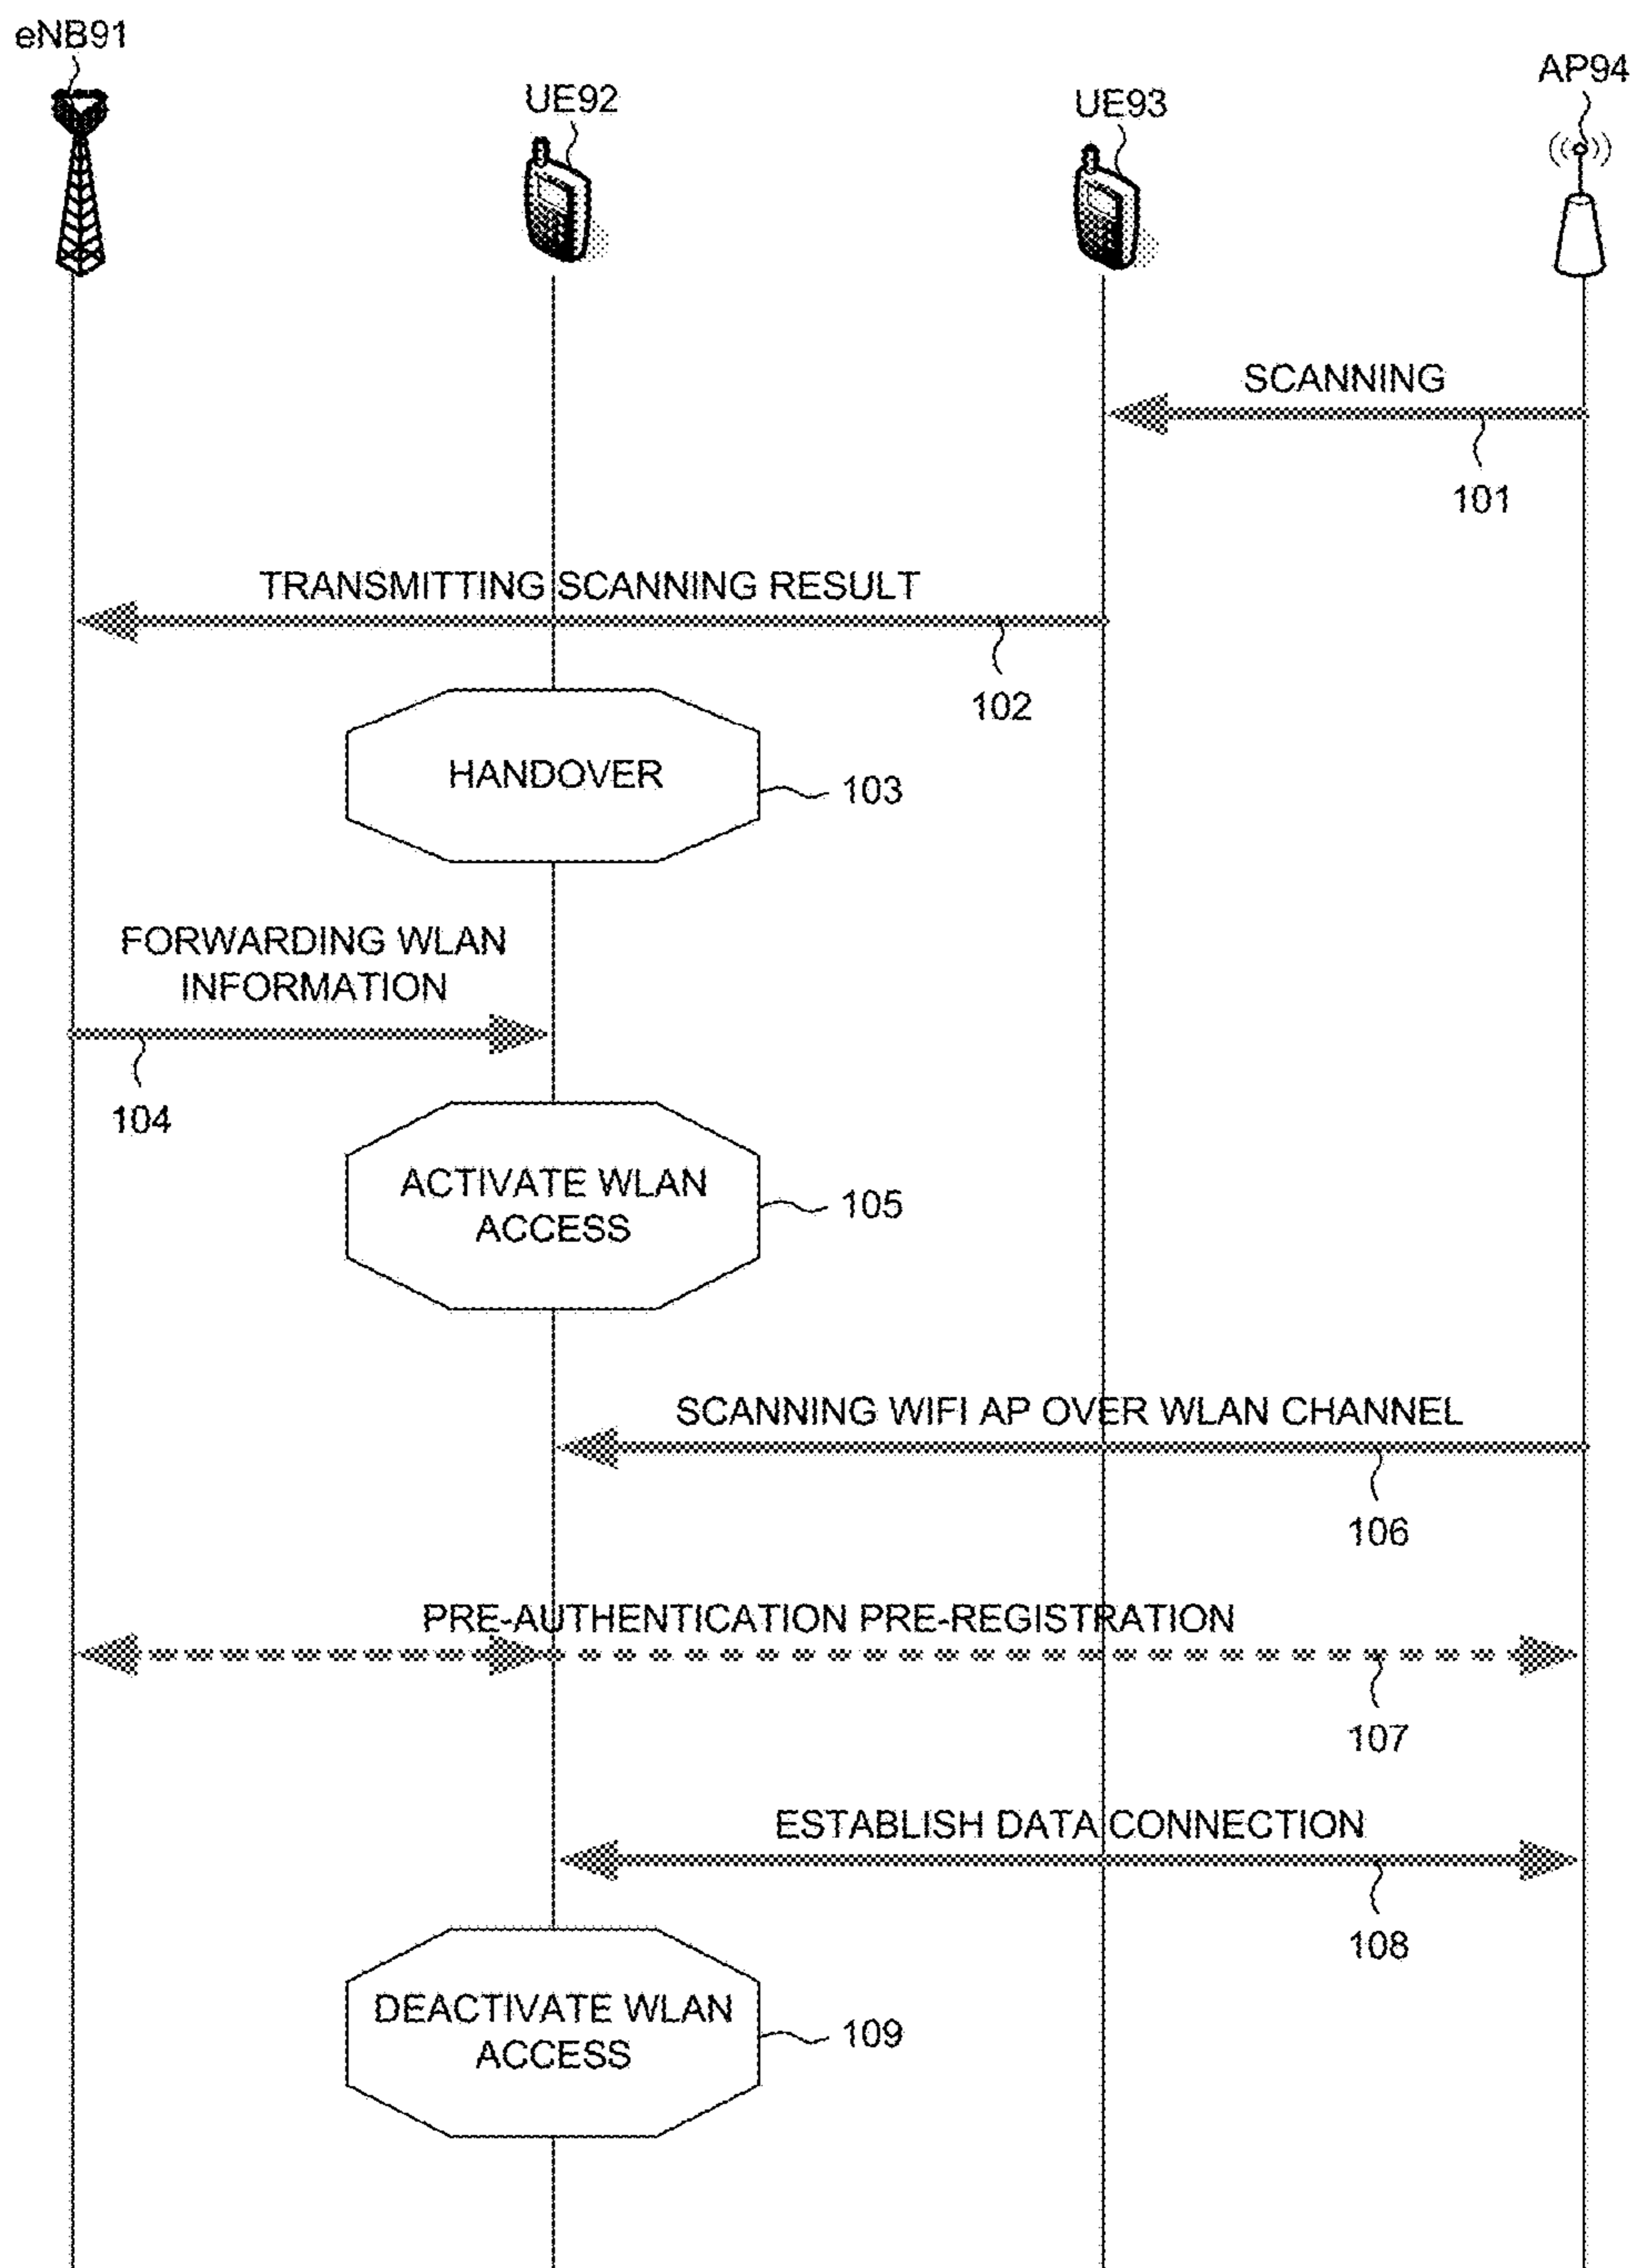 eNB91
UE92
UE93
AP94
SCANNING
101
TRANSMITTING SCANNING RESULT
102
HANDOVER
103
FORWARDING WLAN
INFORMATION
104
ACTIVATE WLAN
ACCESS
105
SCANNING WIFI AP OVER WLAN CHANNEL
106
PRE-AUTHENTICATION PRE-REGISTRATION
107
ESTABLISH DATA CONNECTION
108
DEACTIVATE WLAN
ACCESS
109